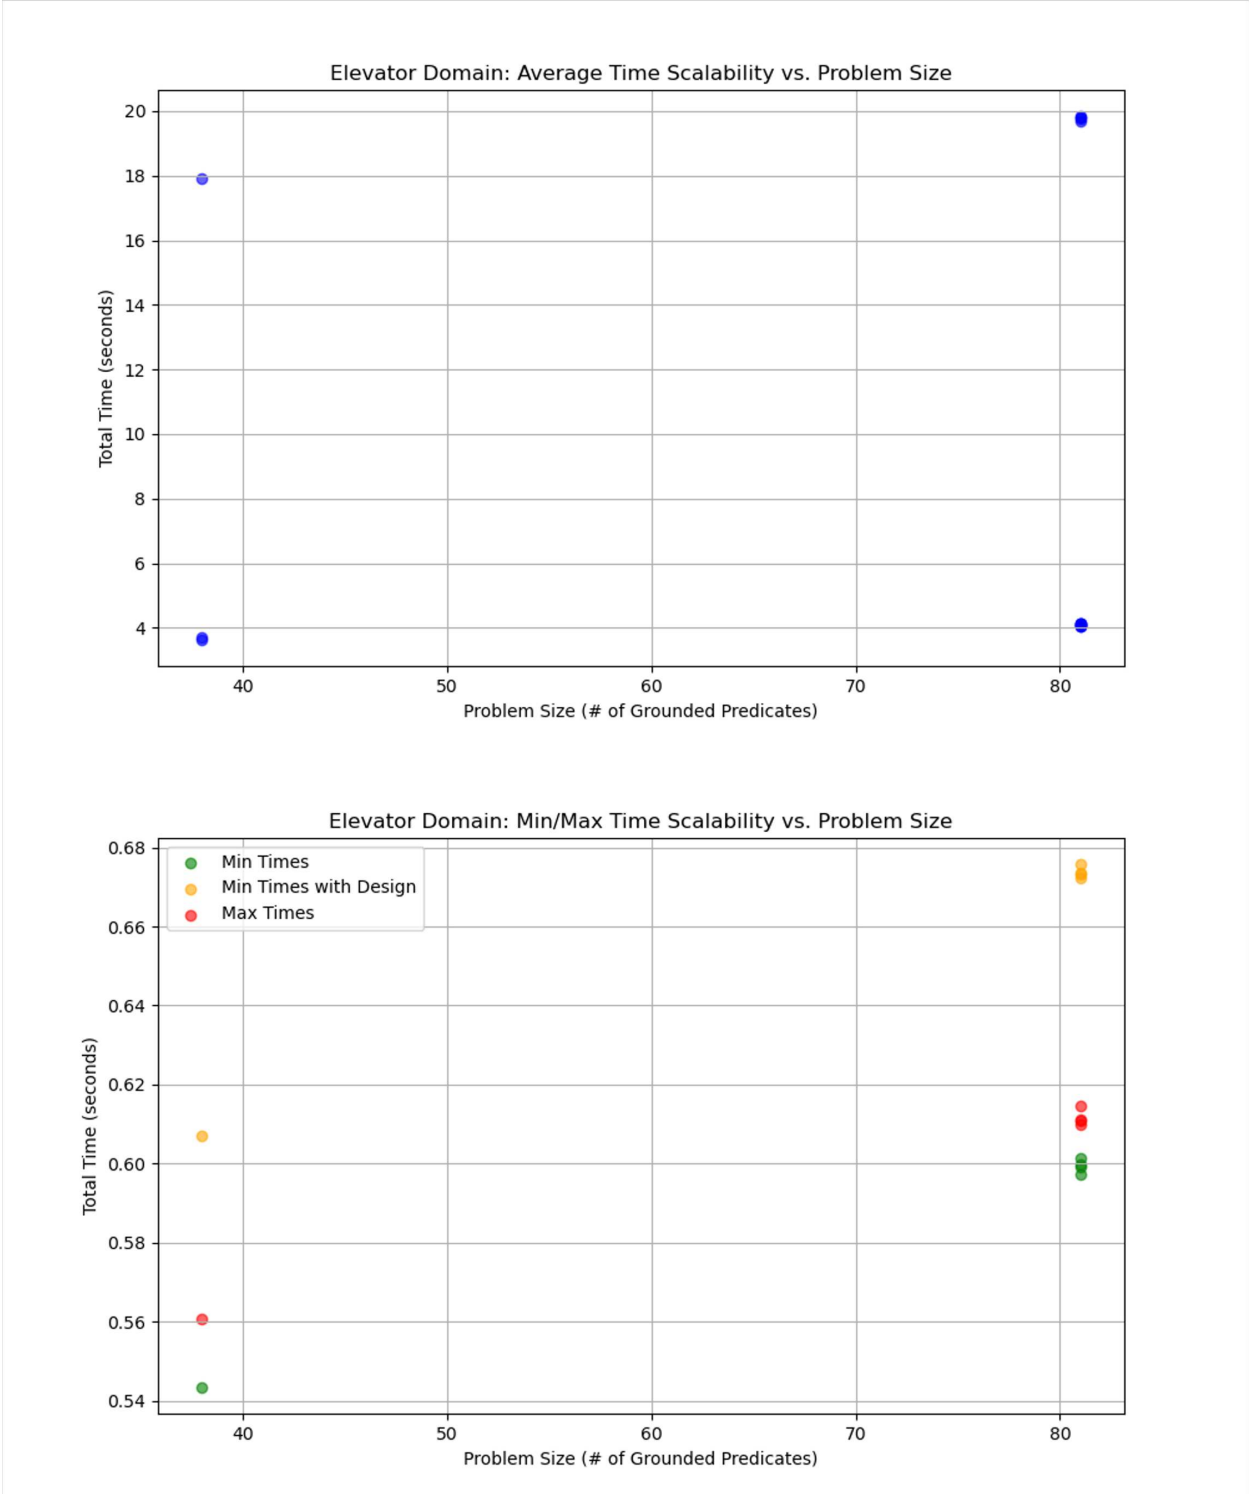 Elevator Domain: Average Time Scalability vs. Problem Size
20
18
16
14
12
10
8
6
4
Total Time (seconds)
40 50 60 70 80
Problem Size (# of Grounded Predicates)
Elevator Domain: Min/Max Time Scalability vs. Problem Size
Min Times
Min Times with Design
Max Times
0.68
0.66
0.64
0.62
0.60
0.58
0.56
0.54
Total Time (seconds)
40 50 60 70 80
Problem Size (# of Grounded Predicates)